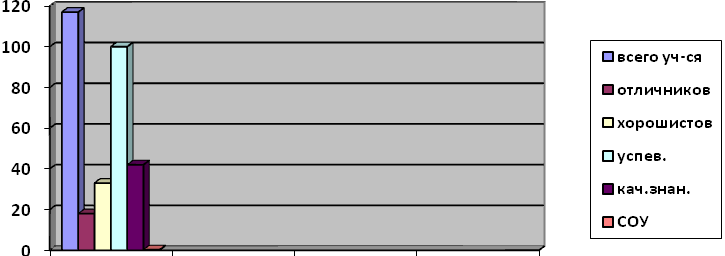 120
100
80
60
40
20
0
всего уч-ся
отличников
хорошистов
успев.
кач.знан.
СОУ